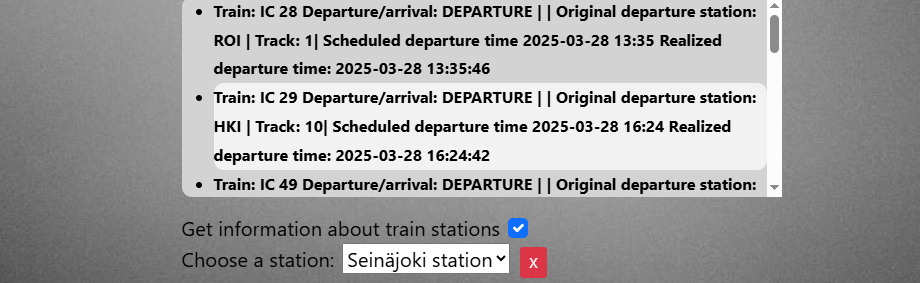 Train: IC 28 Departure/arrival: DEPARTURE | | Original departure station:
ROI | Track: 1| Scheduled departure time 2025-03-28 13:35 Realized
departure time: 2025-03-28 13:35:46
Train: IC 29 Departure/arrival: DEPARTURE | | Original departure station:
HKI | Track: 10| Scheduled departure time 2025-03-28 16:24 Realized
departure time: 2025-03-28 16:24:42
Train: IC 49 Departure/arrival: DEPARTURE | | Original departure station:
Get information about train stations
Choose a station: Seinäjoki station x